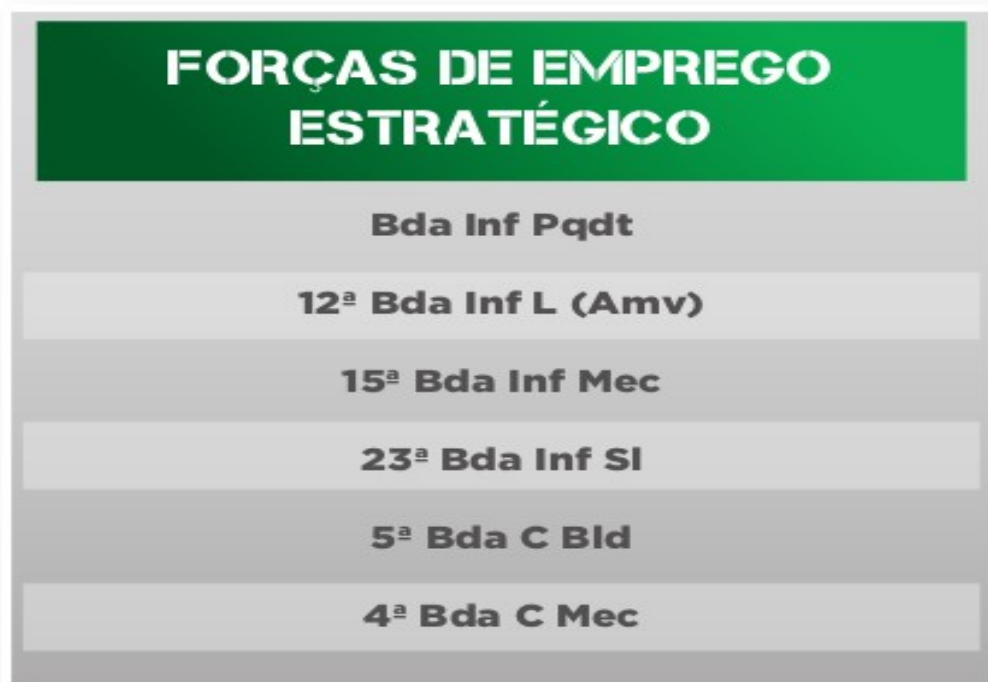 FORÇAS DE EMPREGO
ESTRATÉGICO
Bda Inf Pqdt
12ª Bda Inf L (Amv)
15ª Bda Inf Mec
23ª Bda Inf Sl
5ª Bda C Bld
4ª Bda C Mec